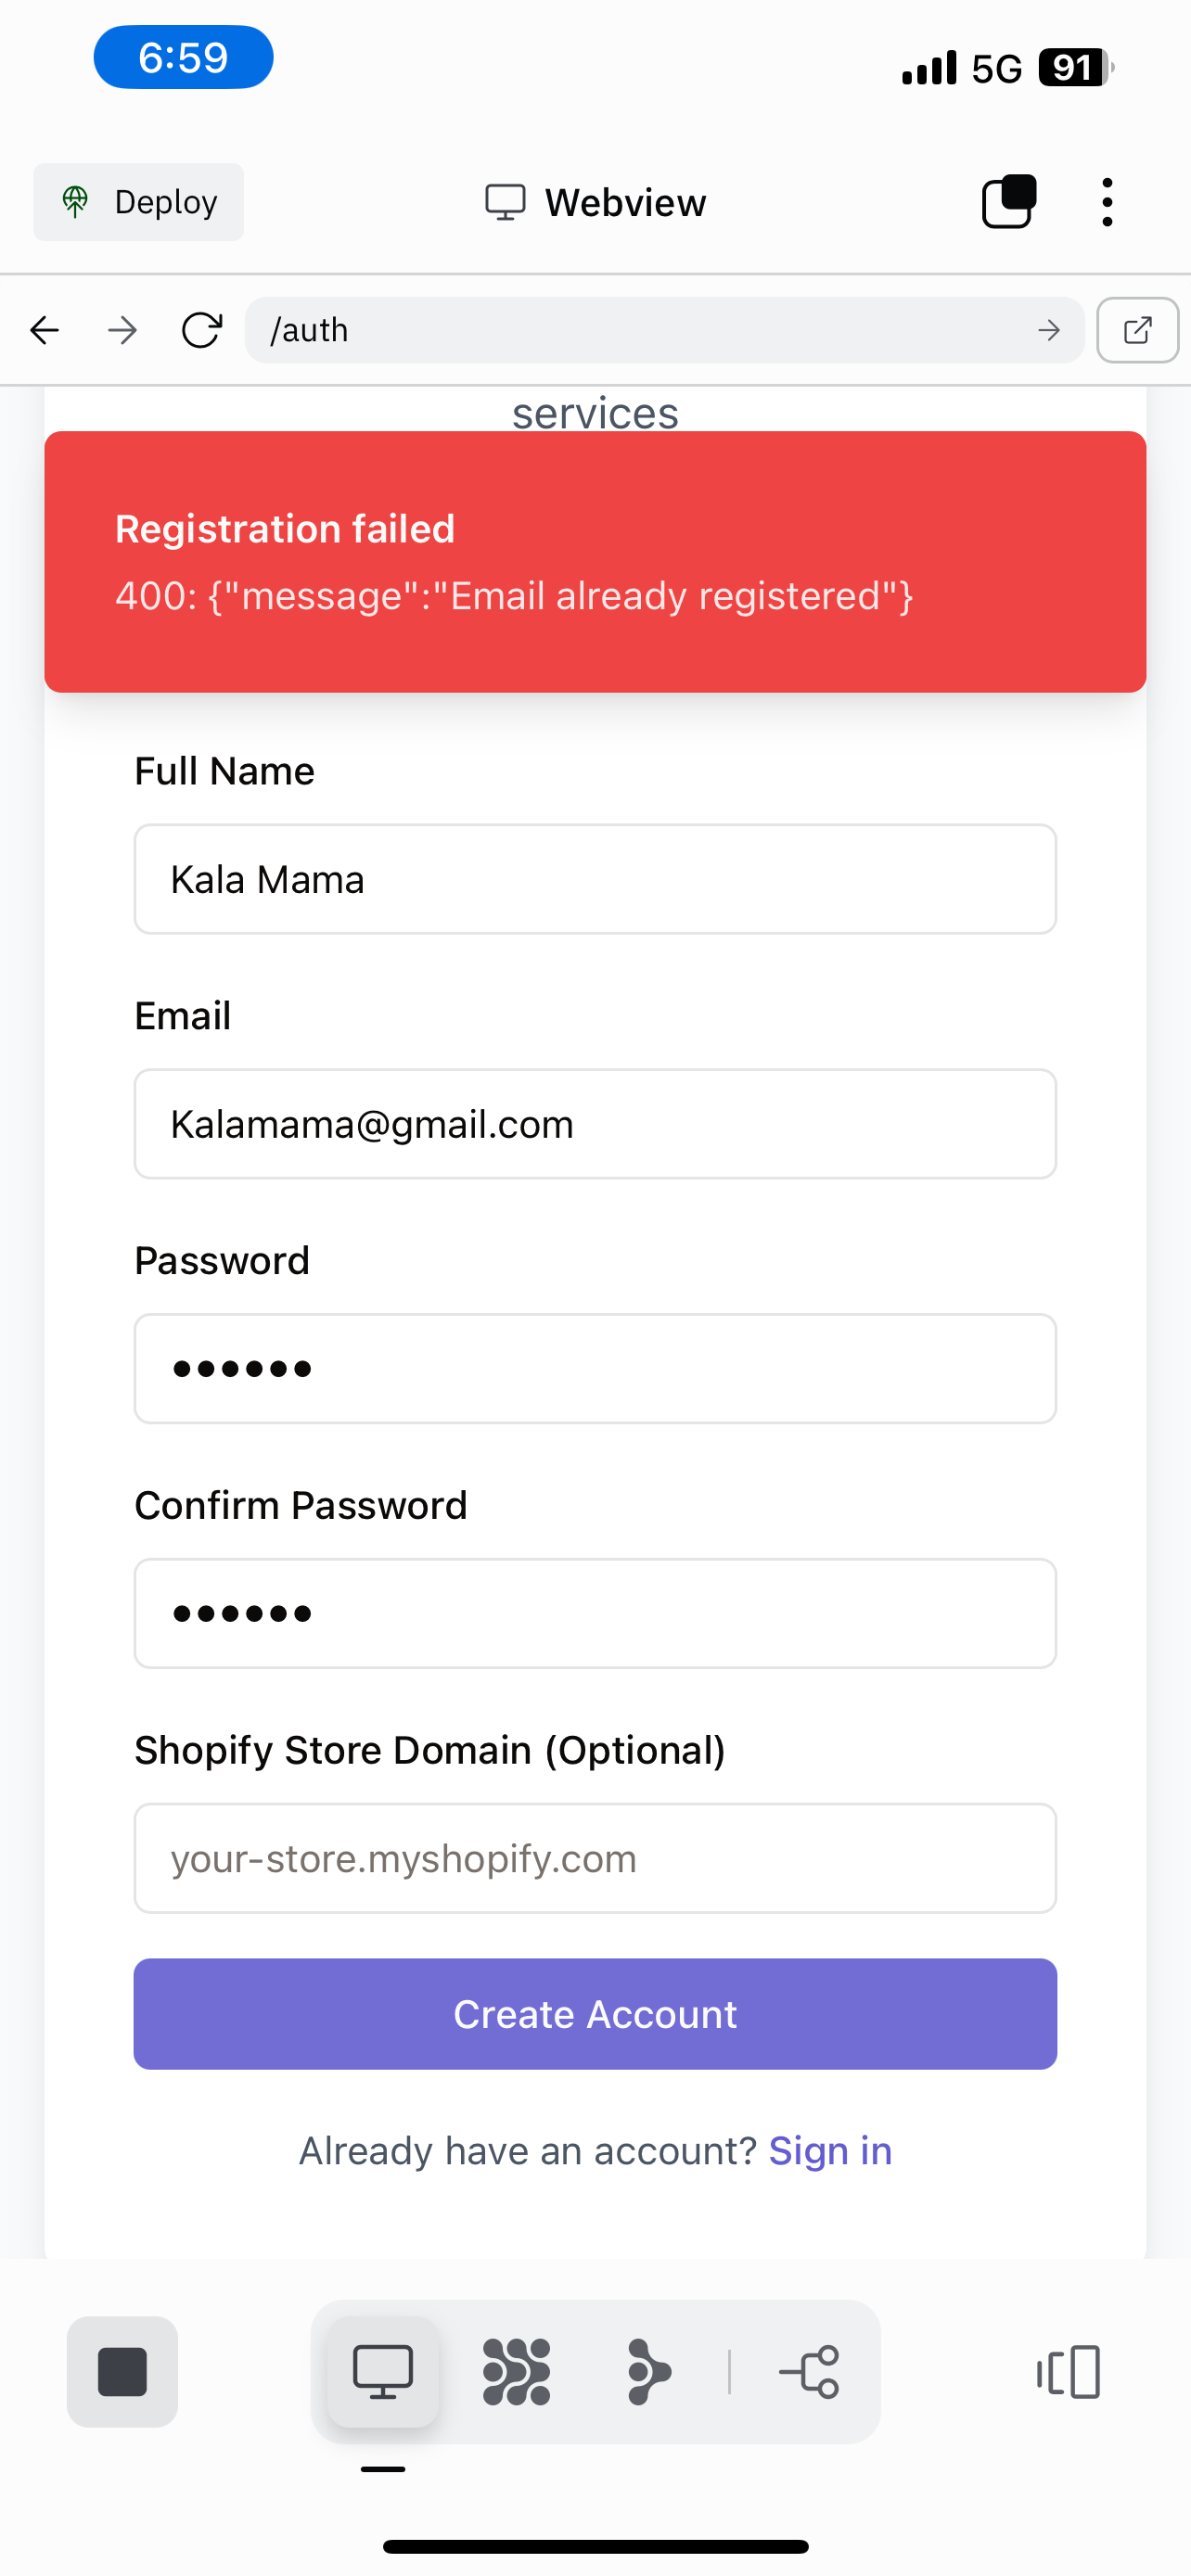 6:59
5G 91
Deploy
Webview
/auth
services
Registration failed
400: {"message":"Email already registered"}
Full Name
Kala Mama
Email
Kalamama@gmail.com
Password
••••••
Confirm Password
••••••
Shopify Store Domain (Optional)
your-store.myshopify.com
Create Account
Already have an account? Sign in